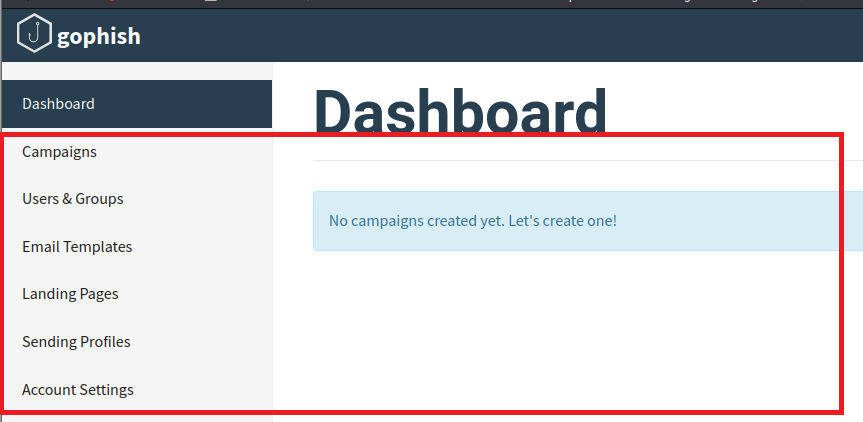 gophish
Dashboard
Dashboard
Campaigns
Users & Groups
Email Templates
Landing Pages
Sending Profiles
Account Settings
No campaigns created yet. Let's create one!